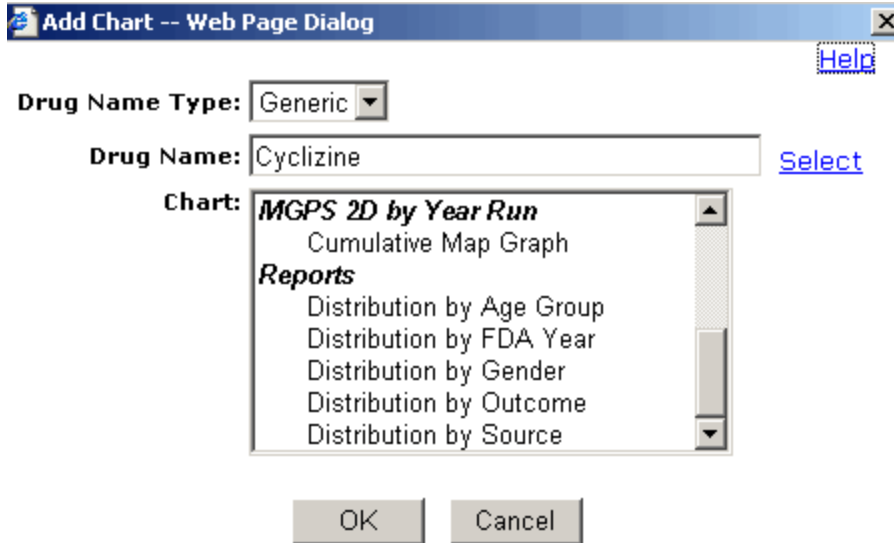 Add Chart -- Web Page Dialog
Help
Drug Name Type: Generic
Drug Name: Cyclizine Select
Chart: MGPS 2D by Year Run
Cumulative Map Graph
Reports
Distribution by Age Group
Distribution by FDA Year
Distribution by Gender
Distribution by Outcome
Distribution by Source
OK Cancel